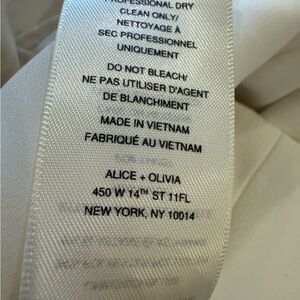 PROFESSIONAL DRY
CLEAN ONLY/
NETTOYAGE À
SEC PROFESSIONNEL
UNIQUEMENT
DO NOT BLEACH/
NE PAS UTILISER D'AGENT
DE BLANCHIMENT
MADE IN VIETNAM
FABRIQUÉ AU VIETNAM
ALICE + OLIVIA
450 W 14TH ST 11FL
NEW YORK, NY 10014